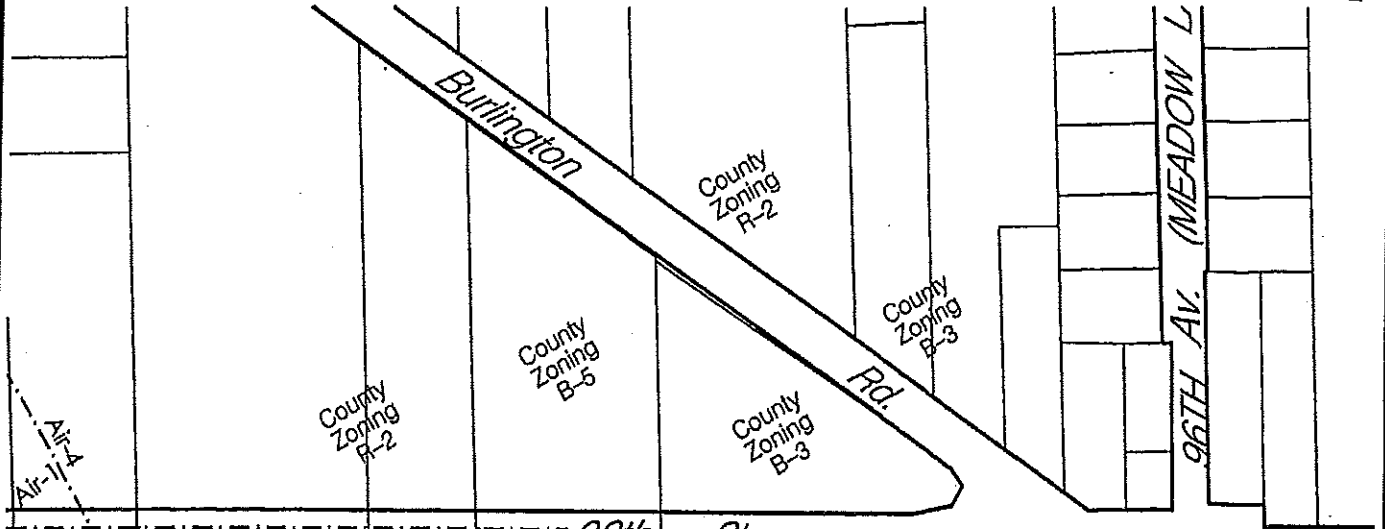 Burlington
Rd.
County
Zoning
R-2
County
Zoning
B-3
County
Zoning
B-5
County
Zoning
R-2
County
Zoning
B-3
Air-4
Air-1
96TH AV. (MEADOW